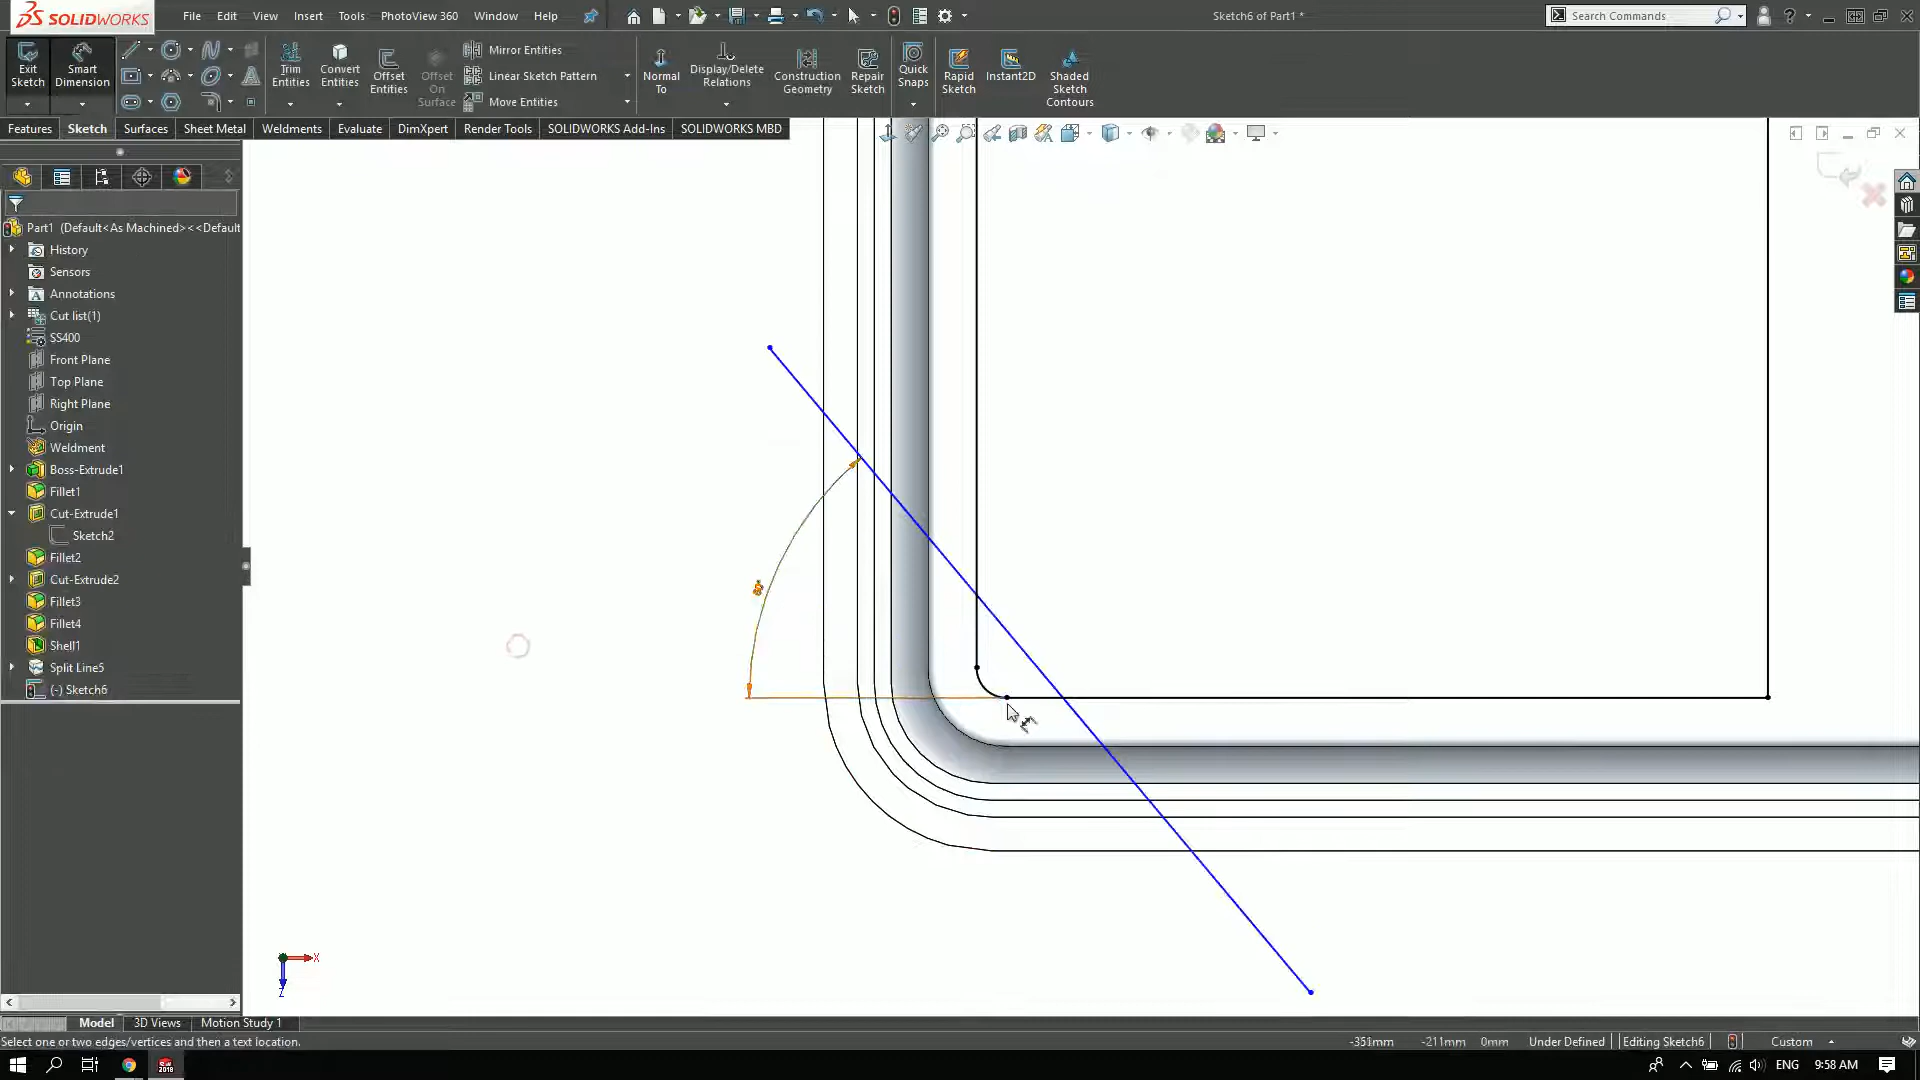 SOLIDWORKS File Edit View Insert Tools PhotoView 360 Window Help Sketch6 of Part1 * Search Commands
Exit Sketch Smart Dimension Trim Entities Convert Entities Offset Entities Offset On Surface Mirror Entities Linear Sketch Pattern Move Entities Normal To Display/Delete Relations Construction Geometry Repair Sketch Quick Snaps Rapid Sketch Instant2D Shaded Sketch Contours
Features Sketch Surfaces Sheet Metal Weldments Evaluate DimXpert Render Tools SOLIDWORKS Add-Ins SOLIDWORKS MBD
Part1 (Default<As Machined><<Default
History
Sensors
Annotations
Cut list(1)
SS400
Front Plane
Top Plane
Right Plane
Origin
Weldment
Boss-Extrude1
Fillet1
Cut-Extrude1
Sketch2
Fillet2
Cut-Extrude2
Fillet3
Fillet4
Shell1
Split Line5
(-) Sketch6
X
Z
Model 3D Views Motion Study 1
Select one or two edges/vertices and then a text location. -351mm -211mm 0mm Under Defined Editing Sketch6 Custom
2018 ENG 9:58 AM